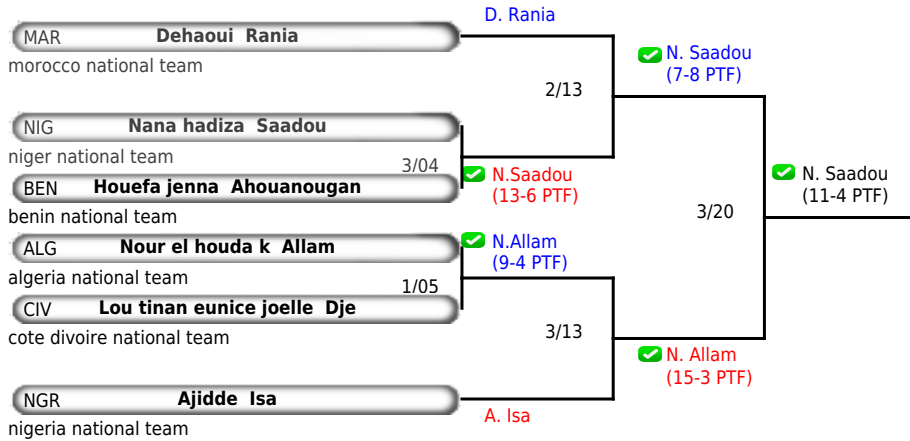 D. Rania
MAR Dehaoui Rania
morocco national team
N. Saadou
(7-8 PTF)
2/13
NIG Nana hadiza Saadou
niger national team
3/04
N.Saadou
(13-6 PTF)
N. Saadou
(11-4 PTF)
BEN Houefa jenna Ahouanougan
benin national team
3/20
ALG Nour el houda k Allam
N.Allam
(9-4 PTF)
algeria national team
1/05
CIV Lou tinan eunice joelle Dje
cote divoire national team
3/13
N. Allam
(15-3 PTF)
NGR Ajidde Isa
A. Isa
nigeria national team